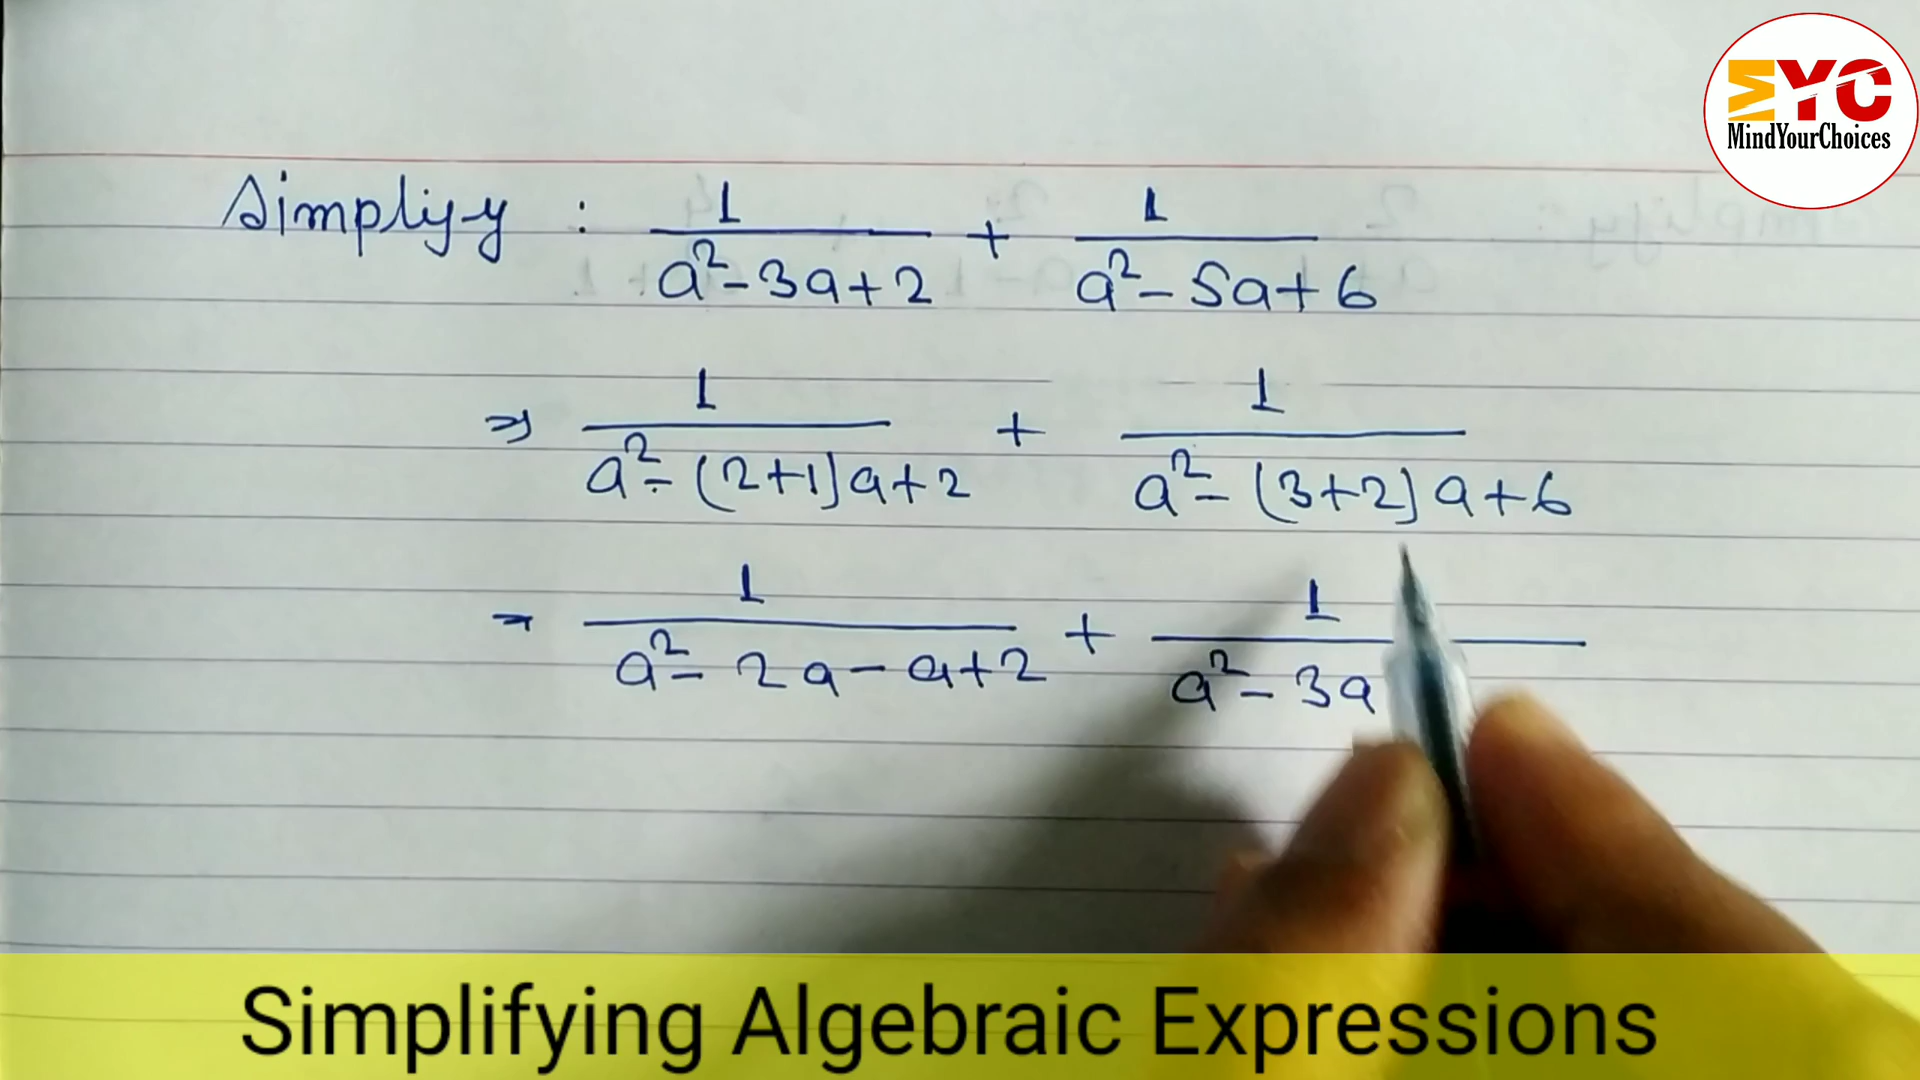 MYC
MindYourChoices
Simplify : 1/(a²-3a+2) + 1/(a²-5a+6)
⇒ 1/(a²-(2+1)a+2) + 1/(a²-(3+2)a+6)
= 1/(a²-2a-a+2) + 1/(a²-3a
Simplifying Algebraic Expressions